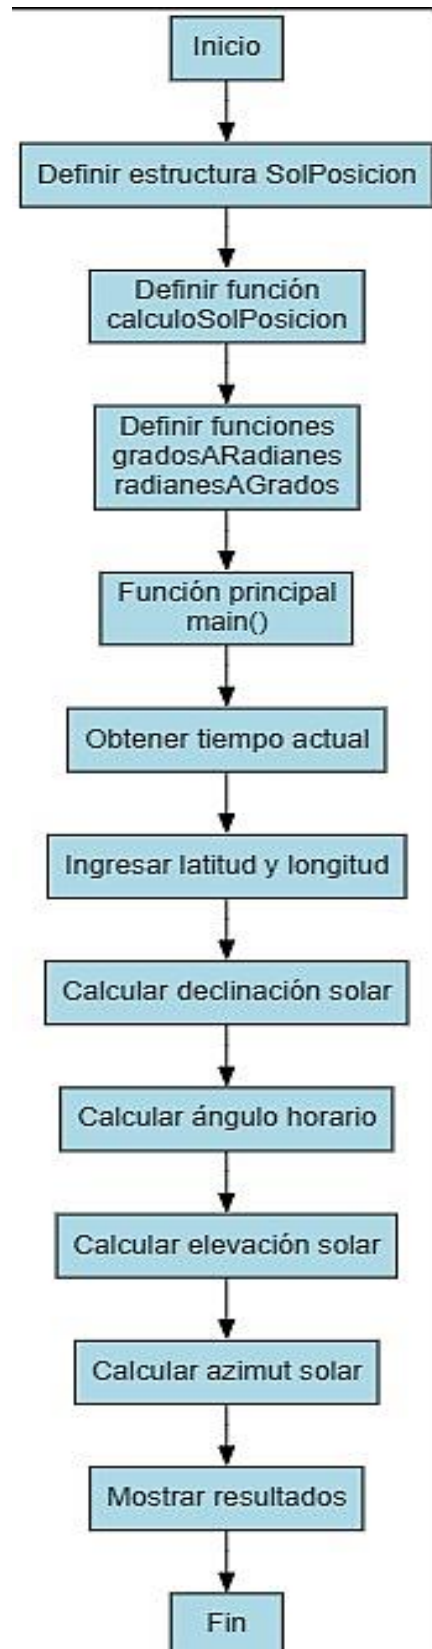 Inicio
Definir estructura SolPosicion
Definir función
calculoSolPosicion
Definir funciones
gradosARadianes
radianesAGrados
Función principal
main()
Obtener tiempo actual
Ingresar latitud y longitud
Calcular declinación solar
Calcular ángulo horario
Calcular elevación solar
Calcular azimut solar
Mostrar resultados
Fin